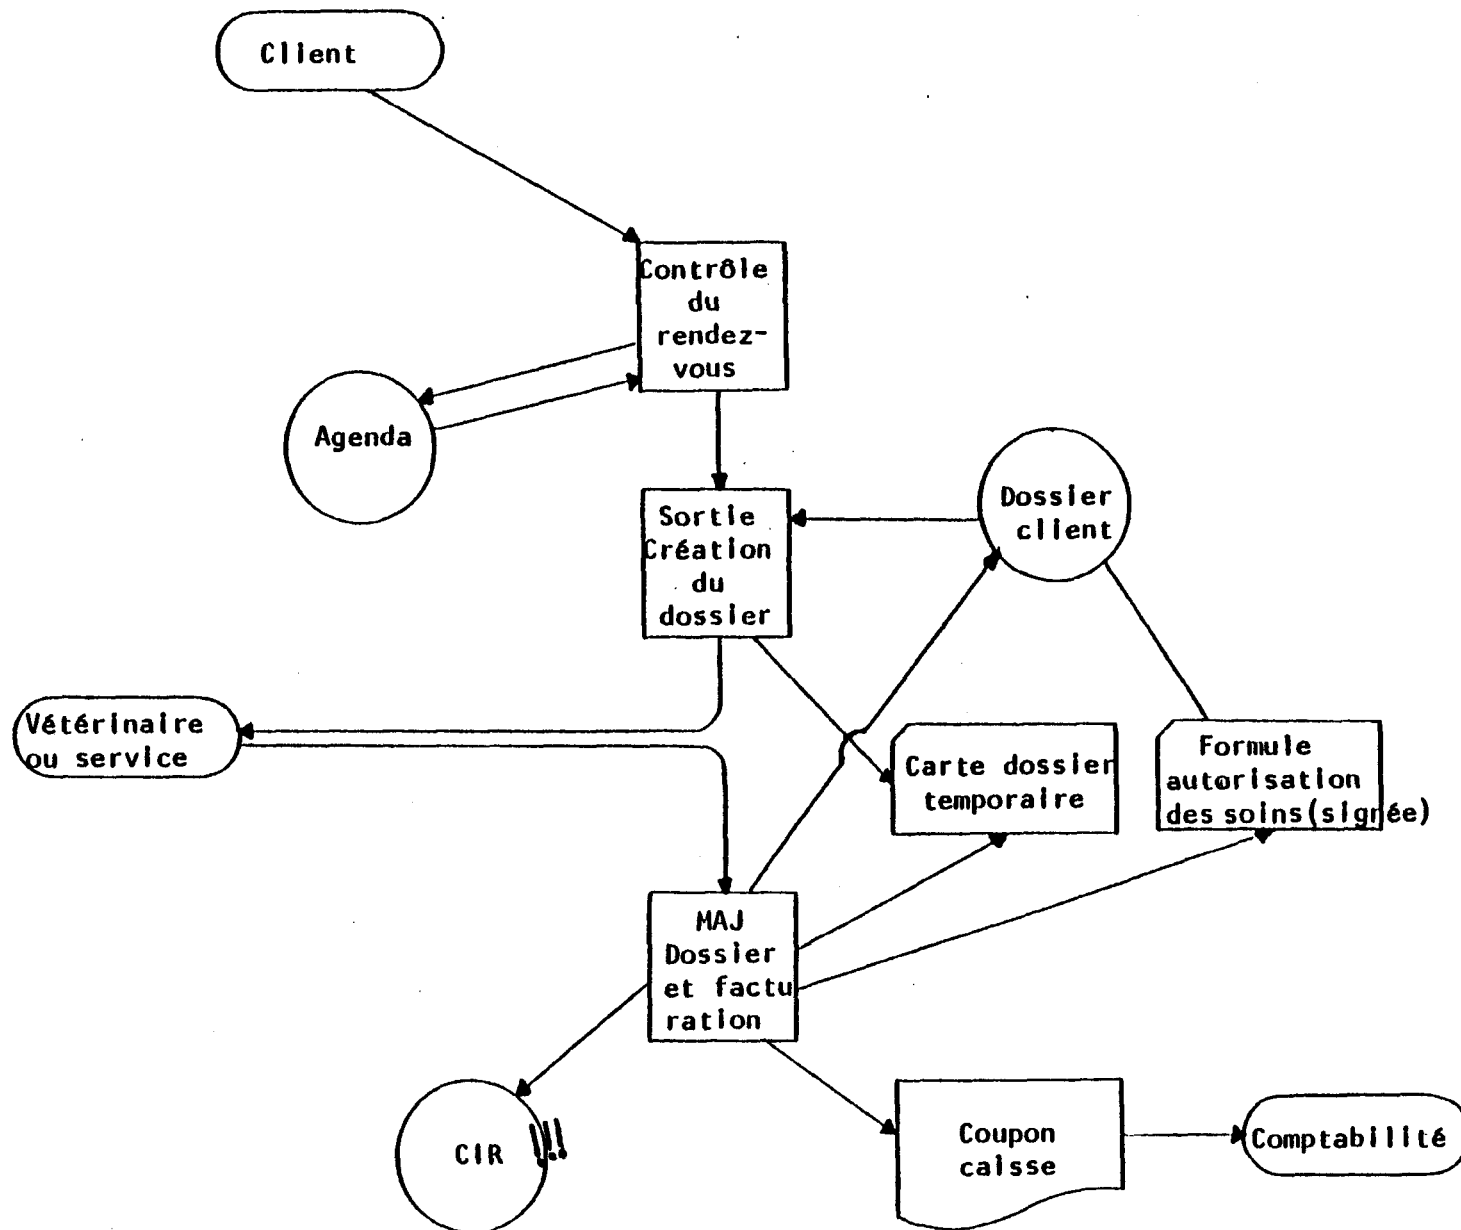 Client
Contrôle
du
rendez-
vous
Agenda
Dossier
client
Sortie
Création
du
dossier
Vétérinaire
ou service
Carte dossier
temporaire
Formule
autorisation
des soins(signée)
MAJ
Dossier
et factu
ration
CIR !!!
Coupon
caisse
Comptabilité